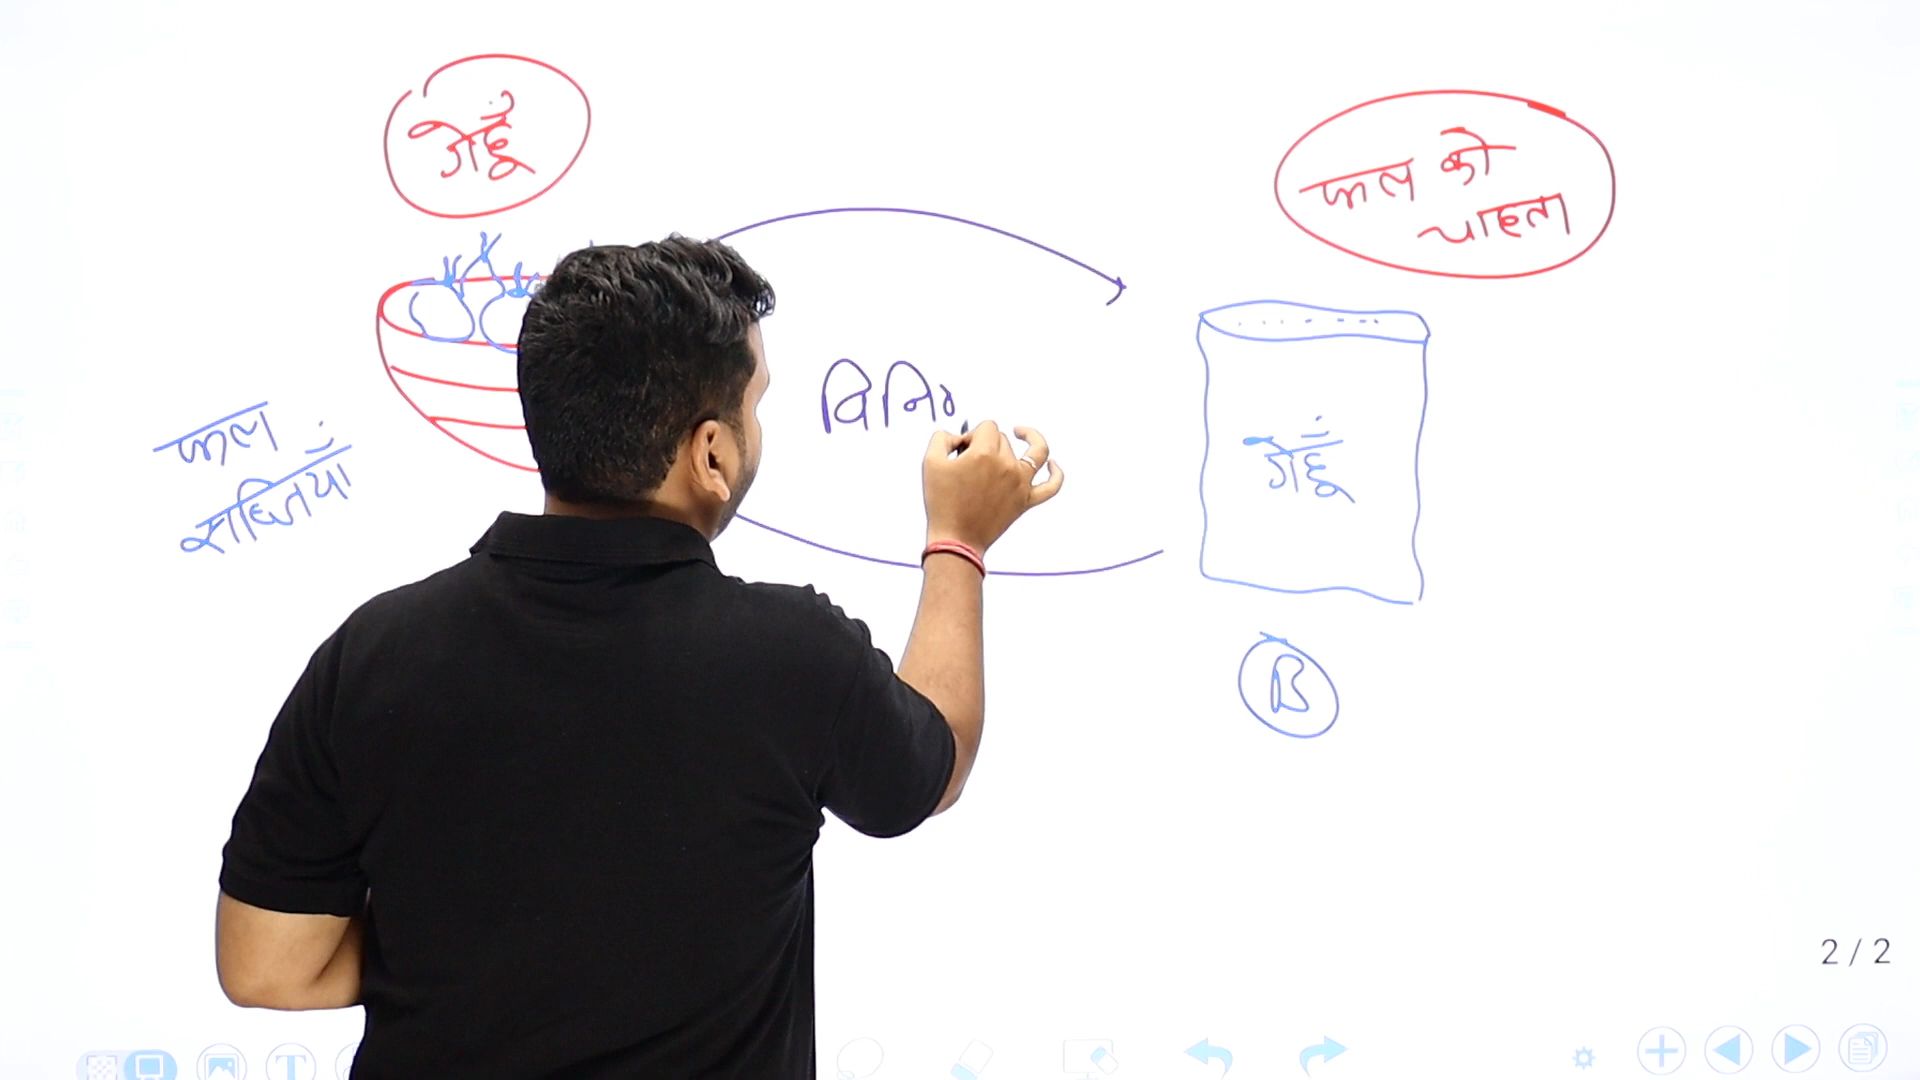 गेहूँ
फल को
चाहता
विनिम
फल
सब्जियाँ
गेहूँ
B
2 / 2
T